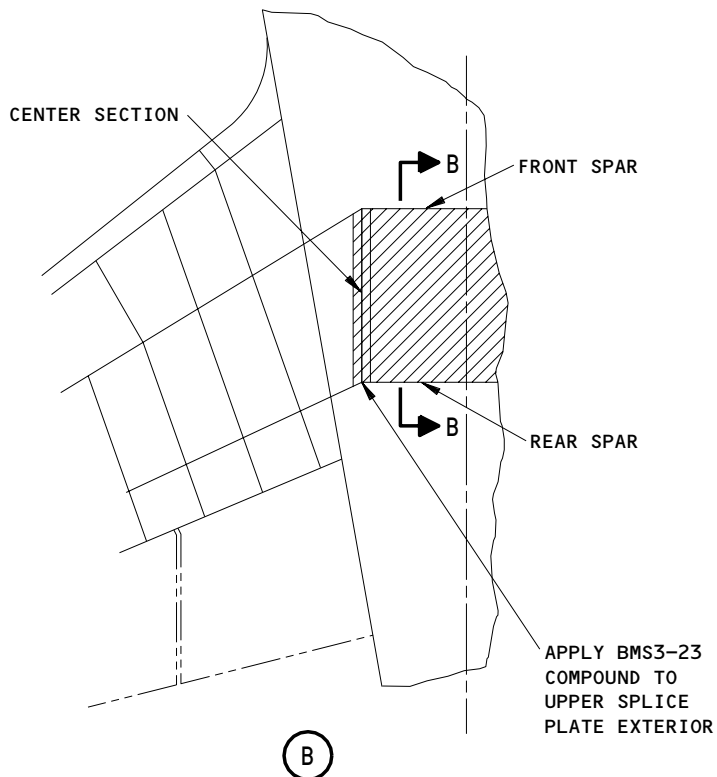 CENTER SECTION
B
FRONT SPAR
B
REAR SPAR
APPLY BMS3-23
COMPOUND TO
UPPER SPLICE
PLATE EXTERIOR
B